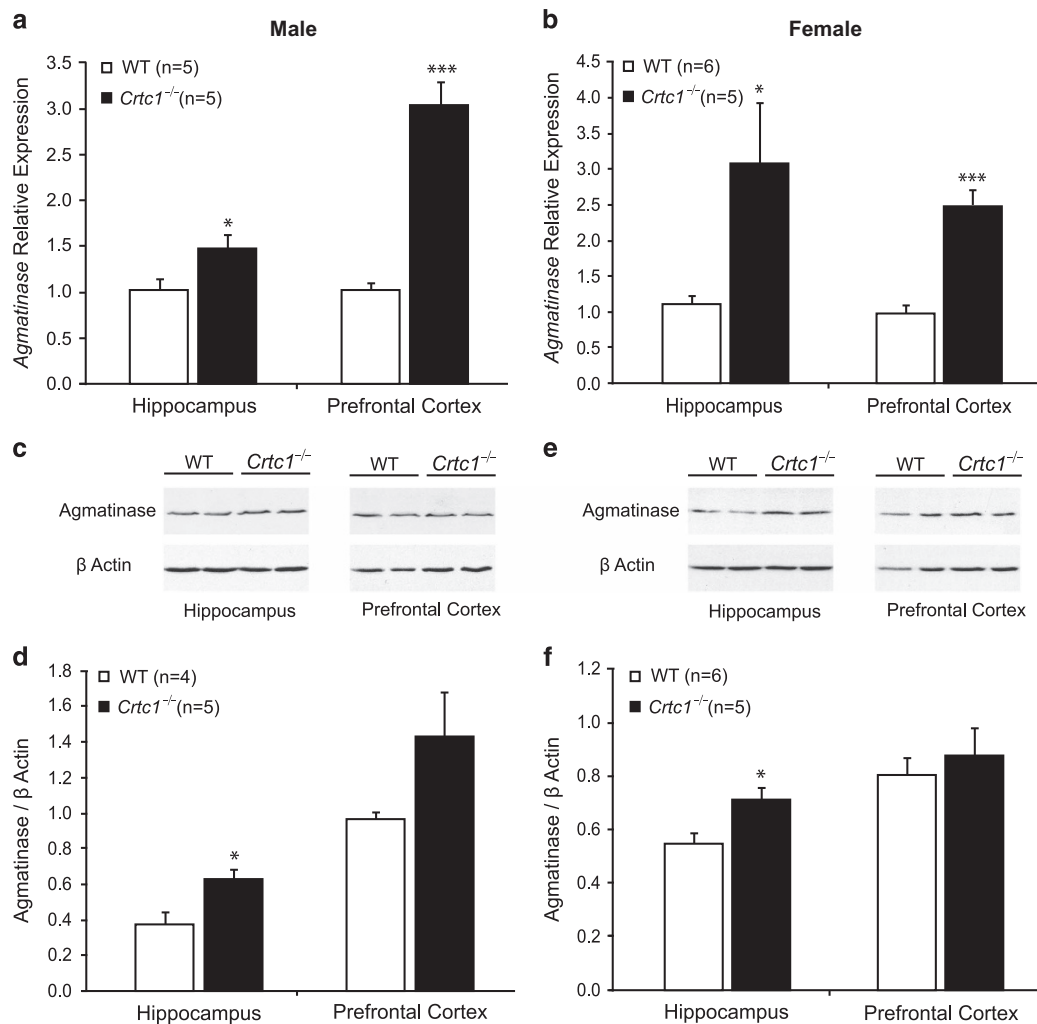 a
Male
Agmatinase Relative Expression
3.5
3.0
2.5
2.0
1.5
1.0
0.5
0.0
WT (n=5)
Crtc1−/−(n=5)
*
***
Hippocampus
Prefrontal Cortex
b
Female
Agmatinase Relative Expression
4.5
4.0
3.5
3.0
2.5
2.0
1.5
1.0
0.5
0.0
WT (n=6)
Crtc1−/−(n=5)
*
***
Hippocampus
Prefrontal Cortex
c
WT
Crtc1−/−
WT
Crtc1−/−
Agmatinase
β Actin
Hippocampus
Prefrontal Cortex
e
WT
Crtc1−/−
WT
Crtc1−/−
Agmatinase
β Actin
Hippocampus
Prefrontal Cortex
d
Agmatinase / β Actin
1.8
1.6
1.4
1.2
1.0
0.8
0.6
0.4
0.2
0.0
WT (n=4)
Crtc1−/−(n=5)
*
Hippocampus
Prefrontal Cortex
f
Agmatinase / β Actin
1.2
1.0
0.8
0.6
0.4
0.2
0.0
WT (n=6)
Crtc1−/−(n=5)
*
Hippocampus
Prefrontal Cortex